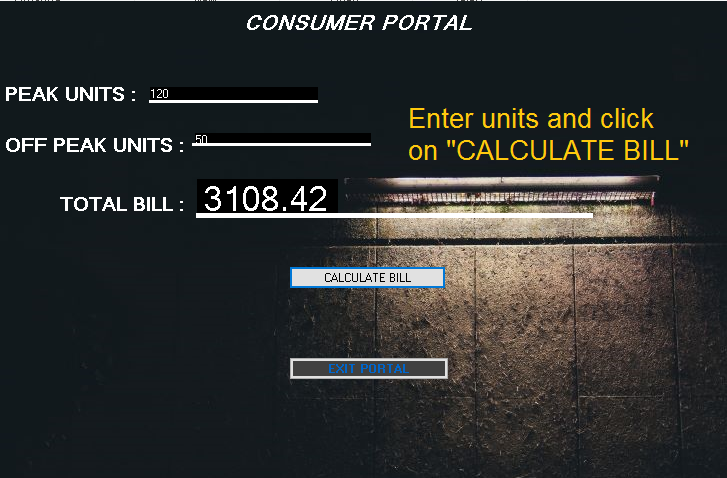 CONSUMER PORTAL
PEAK UNITS : 120
Enter units and click
on "CALCULATE BILL"
OFF PEAK UNITS : 50
TOTAL BILL : 3108.42
CALCULATE BILL
EXIT PORTAL